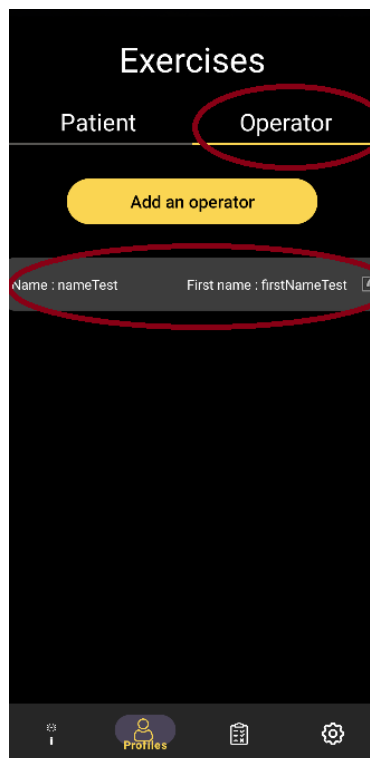 Exercises
Patient Operator
Add an operator
Name : nameTest First name : firstNameTest
Profiles